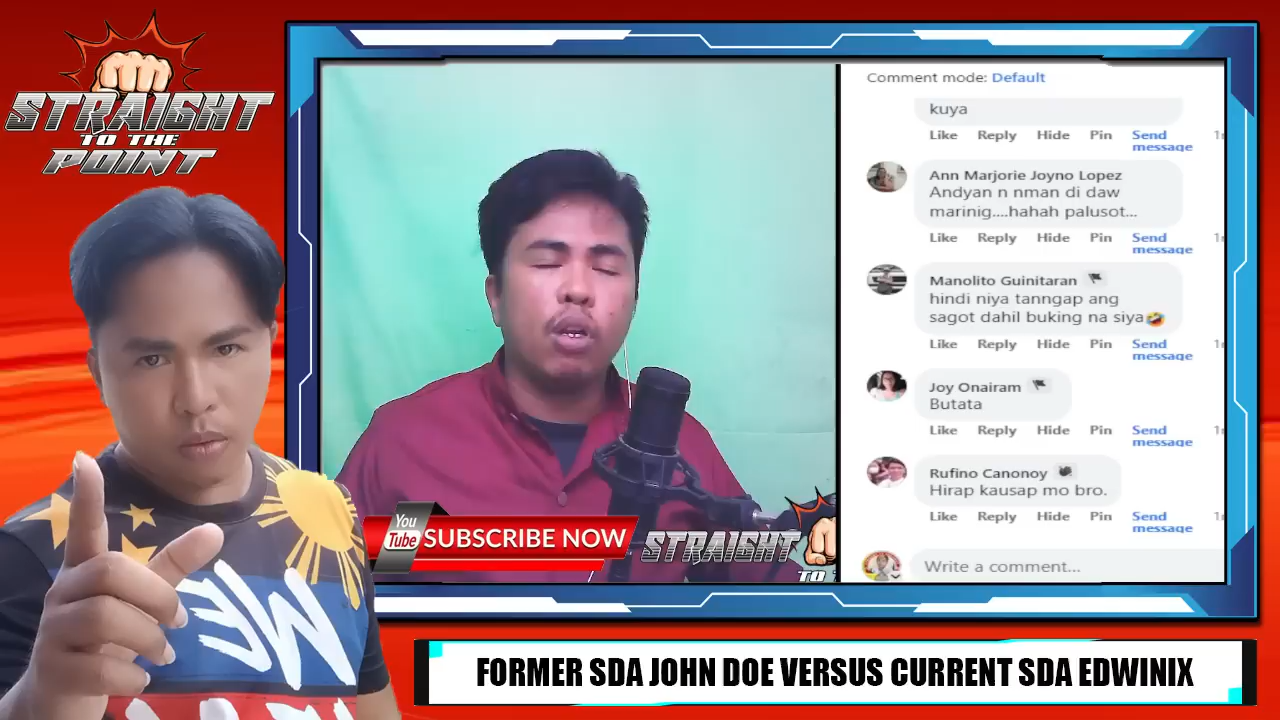 STRAIGHT
TO THE
POINT
Comment mode: Default
kuya
Like Reply Hide Pin Send message
Ann Marjorie Joyno Lopez
Andyan n nman di daw
marinig....hahah palusot...
Like Reply Hide Pin Send message
Manolito Guinitaran
hindi niya tanngap ang
sagot dahil buking na siya🤣
Like Reply Hide Pin Send message
Joy Onairam
Butata
Like Reply Hide Pin Send message
Rufino Canonoy
Hirap kausap mo bro.
Like Reply Hide Pin Send message
Write a comment...
You
Tube
SUBSCRIBE NOW
STRAIGHT
TO
ME
FORMER SDA JOHN DOE VERSUS CURRENT SDA EDWINIX